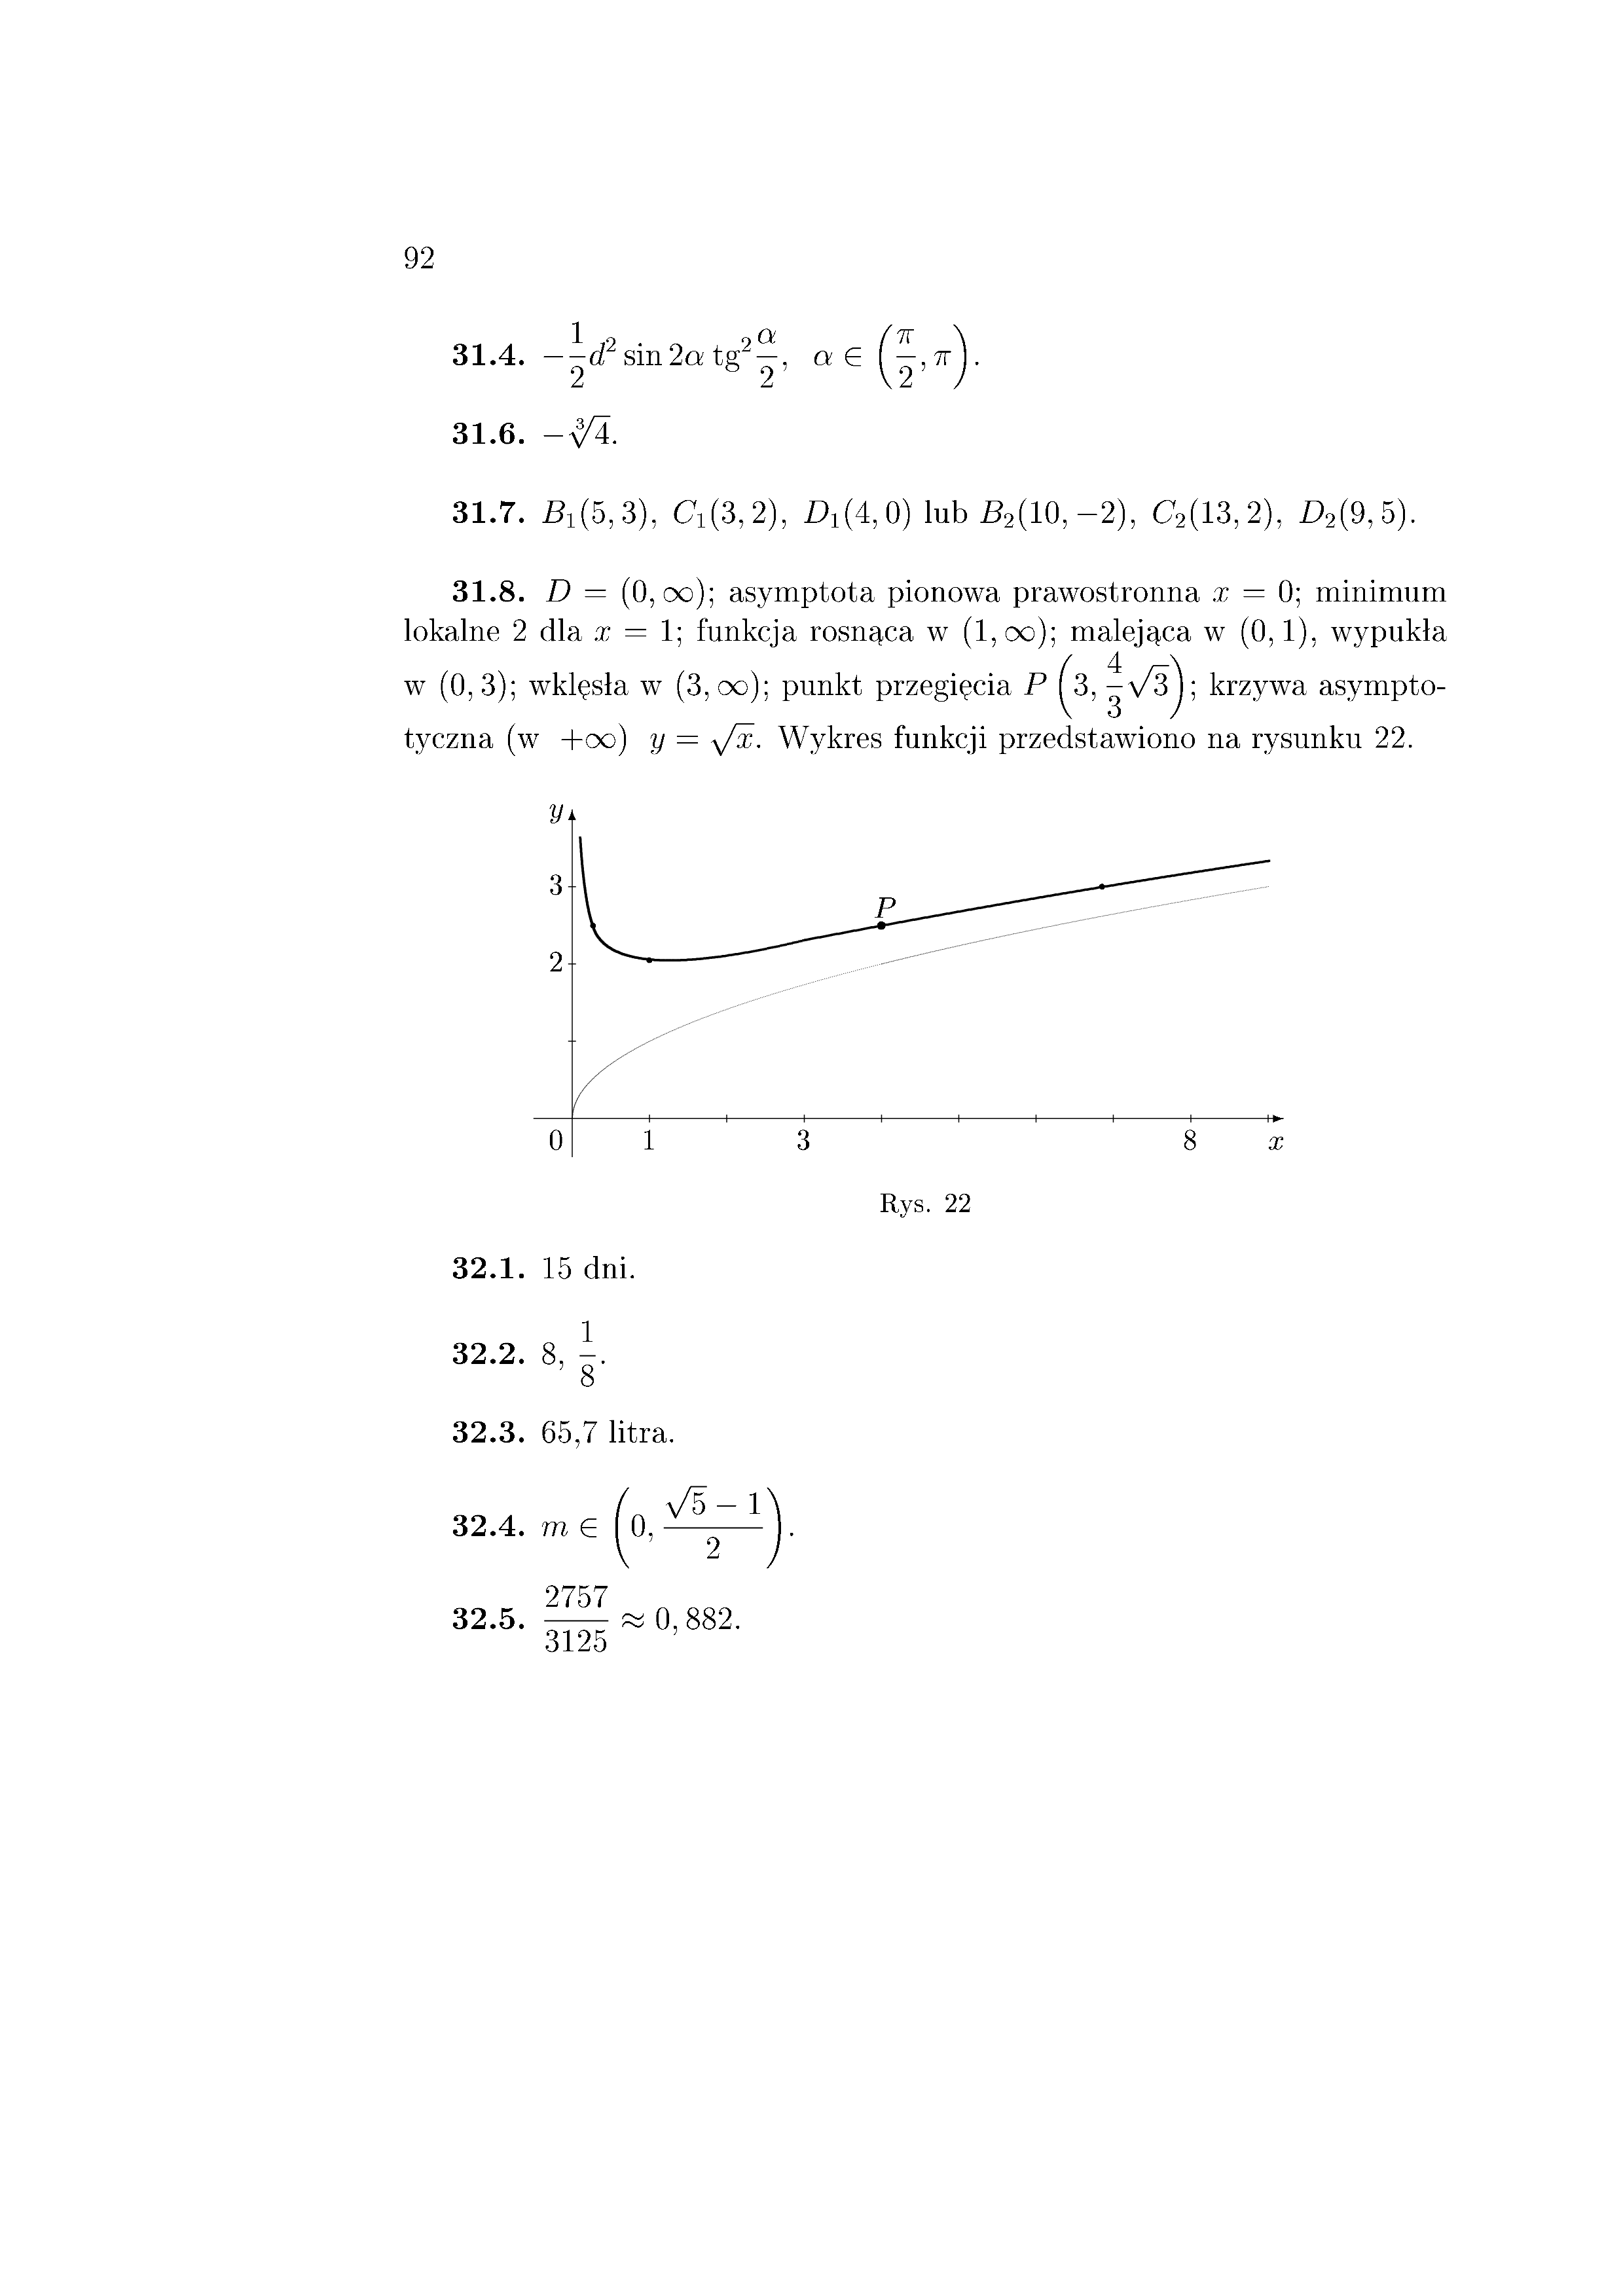 92
31.4. $-\frac{1}{2}d^2 \sin 2\alpha \, \text{tg}^2 \frac{\alpha}{2}, \ \alpha \in \left(\frac{\pi}{2}, \pi\right).$
31.6. $-\sqrt[3]{4}.$
31.7. $B_1(5,3), \ C_1(3,2), \ D_1(4,0)$ lub $B_2(10,-2), \ C_2(13,2), \ D_2(9,5).$
31.8. $D = (0,\infty)$; asymptota pionowa prawostronna $x = 0$; minimum
lokalne 2 dla $x = 1$; funkcja rosnąca w $(1,\infty)$; malejąca w $(0,1)$, wypukła
w $(0,3)$; wklęsła w $(3,\infty)$; punkt przegięcia $P\left(3, \frac{4}{3}\sqrt{3}\right)$; krzywa asympto-
tyczna (w $+\infty$) $y = \sqrt{x}$. Wykres funkcji przedstawiono na rysunku 22.
y
3
P
2
0 1 3 8 x
Rys. 22
32.1. 15 dni.
32.2. $8, \frac{1}{8}.$
32.3. 65,7 litra.
32.4. $m \in \left(0, \frac{\sqrt{5}-1}{2}\right).$
32.5. $\frac{2757}{3125} \approx 0,882.$